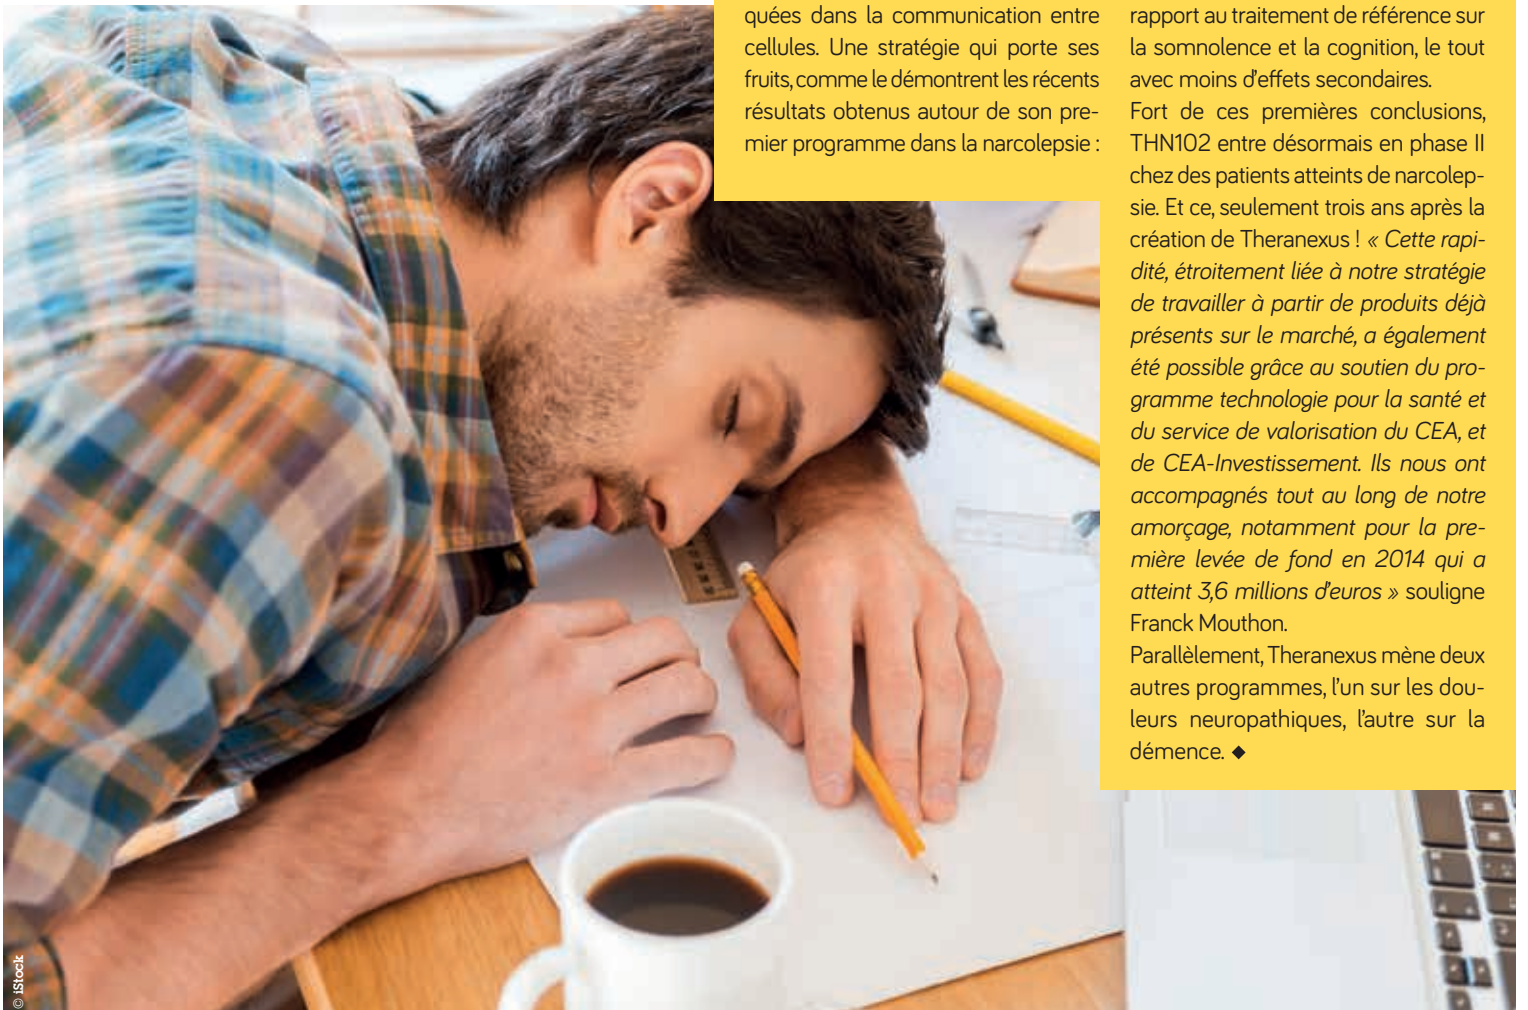 quées dans la communication entre
cellules. Une stratégie qui porte ses
fruits, comme le démontrent les récents
résultats obtenus autour de son pre-
mier programme dans la narcolepsie :
rapport au traitement de référence sur
la somnolence et la cognition, le tout
avec moins d'effets secondaires.
Fort de ces premières conclusions,
THN102 entre désormais en phase II
chez des patients atteints de narcolep-
sie. Et ce, seulement trois ans après la
création de Theranexus ! « Cette rapi-
dité, étroitement liée à notre stratégie
de travailler à partir de produits déjà
présents sur le marché, a également
été possible grâce au soutien du pro-
gramme technologie pour la santé et
du service de valorisation du CEA, et
de CEA-Investissement. Ils nous ont
accompagnés tout au long de notre
amorçage, notamment pour la pre-
mière levée de fond en 2014 qui a
atteint 3,6 millions d'euros » souligne
Franck Mouthon.
Parallèlement, Theranexus mène deux
autres programmes, l'un sur les dou-
leurs neuropathiques, l'autre sur la
démence. ◆
© iStock